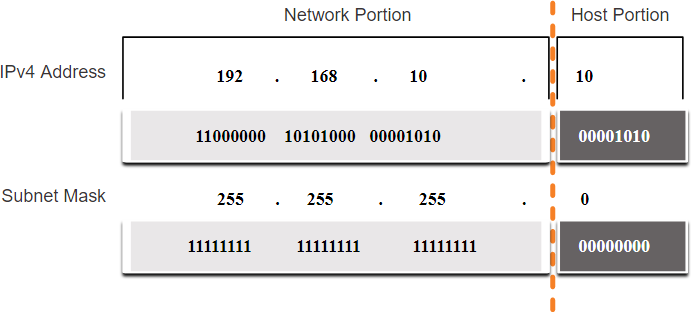 Network Portion Host Portion
IPv4 Address 192 . 168 . 10 . 10
11000000 10101000 00001010 00001010
Subnet Mask 255 . 255 . 255 . 0
11111111 11111111 11111111 00000000